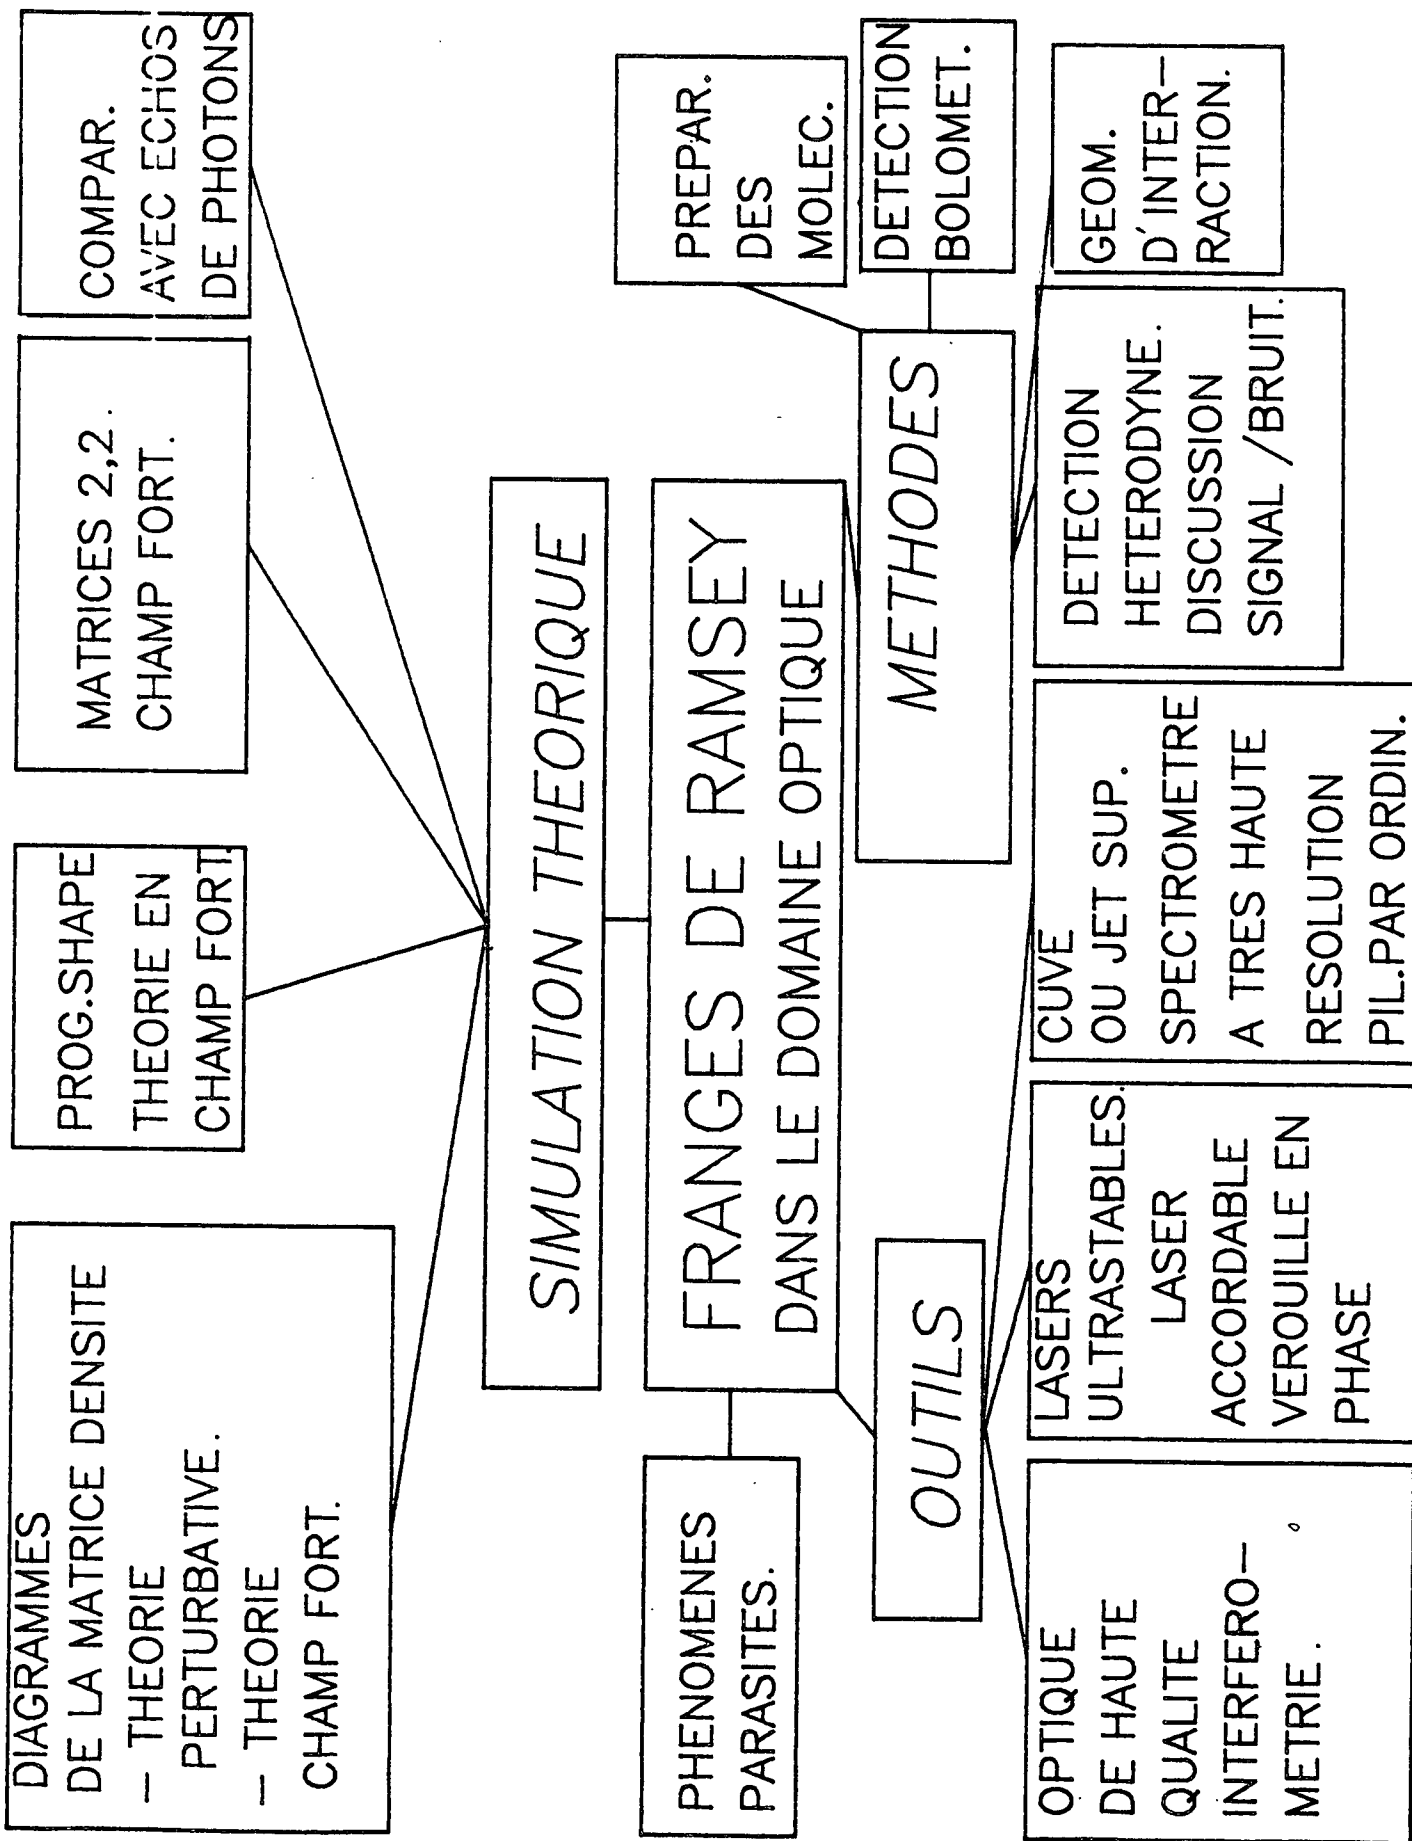 DIAGRAMMES
DE LA MATRICE DENSITE
- THEORIE
PERTURBATIVE.
- THEORIE
CHAMP FORT.
PROG.SHAPE
THEORIE EN
CHAMP FORT.
MATRICES 2,2.
CHAMP FORT.
COMPAR.
AVEC ECHOS
DE PHOTONS
SIMULATION THEORIQUE
FRANGES DE RAMSEY
DANS LE DOMAINE OPTIQUE
PHENOMENES
PARASITES.
OUTILS
METHODES
PREPAR.
DES
MOLEC.
DETECTION
BOLOMET.
OPTIQUE
DE HAUTE
QUALITE
INTERFERO-
METRIE.
LASERS
ULTRASTABLES.
LASER
ACCORDABLE
VEROUILLE EN
PHASE
CUVE
OU JET SUP.
SPECTROMETRE
A TRES HAUTE
RESOLUTION
PIL.PAR ORDIN.
DETECTION
HETERODYNE.
DISCUSSION
SIGNAL /BRUIT.
GEOM.
D'INTER-
RACTION.